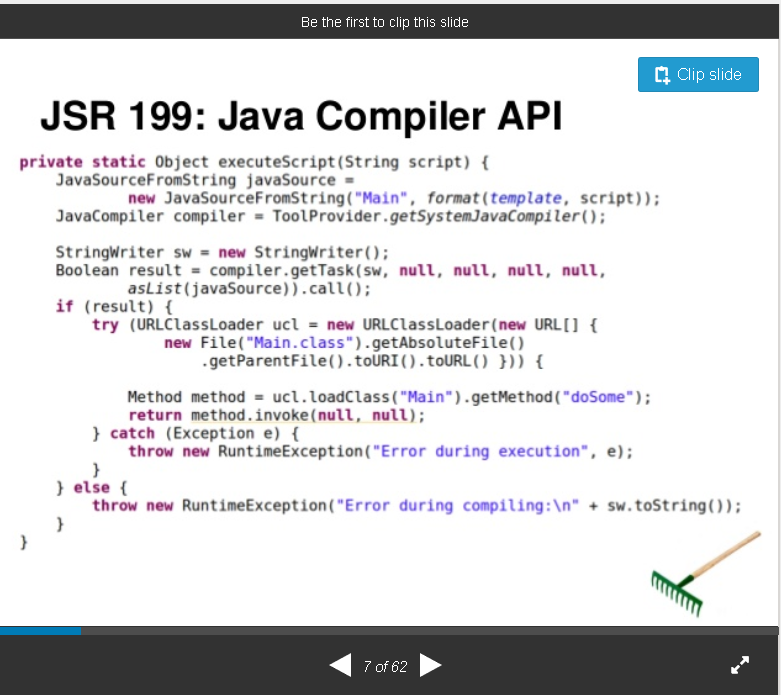 Be the first to clip this slide
Clip slide
JSR 199: Java Compiler API
private static Object executeScript(String script) {
JavaSourceFromString javaSource =
new JavaSourceFromString("Main", format(template, script));
JavaCompiler compiler = ToolProvider.getSystemJavaCompiler();
StringWriter sw = new StringWriter();
Boolean result = compiler.getTask(sw, null, null, null, null,
asList(javaSource)).call();
if (result) {
try (URLClassLoader ucl = new URLClassLoader(new URL[] {
new File("Main.class").getAbsoluteFile()
.getParentFile().toURI().toURL() })) {
Method method = ucl.loadClass("Main").getMethod("doSome");
return method.invoke(null, null);
} catch (Exception e) {
throw new RuntimeException("Error during execution", e);
}
} else {
throw new RuntimeException("Error during compiling:\n" + sw.toString());
}
}
7 of 62